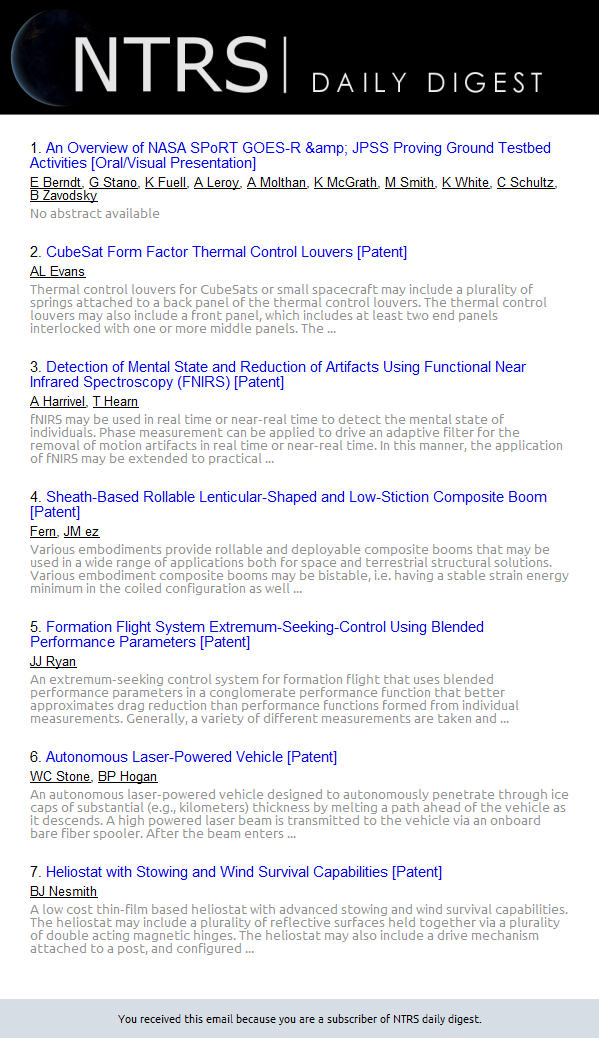 NTRS DAILY DIGEST
1. An Overview of NASA SPoRT GOES-R &amp; JPSS Proving Ground Testbed
Activities [Oral/Visual Presentation]
E Berndt, G Stano, K Fuell, A Leroy, A Molthan, K McGrath, M Smith, K White, C Schultz,
B Zavodsky
No abstract available
2. CubeSat Form Factor Thermal Control Louvers [Patent]
AL Evans
Thermal control louvers for CubeSats or small spacecraft may include a plurality of
springs attached to a back panel of the thermal control louvers. The thermal control
louvers may also include a front panel, which includes at least two end panels
interlocked with one or more middle panels. The ...
3. Detection of Mental State and Reduction of Artifacts Using Functional Near
Infrared Spectroscopy (FNIRS) [Patent]
A Harrivel, T Hearn
fNIRS may be used in real time or near-real time to detect the mental state of
individuals. Phase measurement can be applied to drive an adaptive filter for the
removal of motion artifacts in real time or near-real time. In this manner, the application
of fNIRS may be extended to practical ...
4. Sheath-Based Rollable Lenticular-Shaped and Low-Stiction Composite Boom
[Patent]
Fern, JM ez
Various embodiments provide rollable and deployable composite booms that may be
used in a wide range of applications both for space and terrestrial structural solutions.
Various embodiment composite booms may be bistable, i.e. having a stable strain energy
minimum in the coiled configuration as well ...
5. Formation Flight System Extremum-Seeking-Control Using Blended
Performance Parameters [Patent]
JJ Ryan
An extremum-seeking control system for formation flight that uses blended
performance parameters in a conglomerate performance function that better
approximates drag reduction than performance functions formed from individual
measurements. Generally, a variety of different measurements are taken and ...
6. Autonomous Laser-Powered Vehicle [Patent]
WC Stone, BP Hogan
An autonomous laser-powered vehicle designed to autonomously penetrate through ice
caps of substantial (e.g., kilometers) thickness by melting a path ahead of the vehicle as
it descends. A high powered laser beam is transmitted to the vehicle via an onboard
bare fiber spooler. After the beam enters ...
7. Heliostat with Stowing and Wind Survival Capabilities [Patent]
BJ Nesmith
A low cost thin-film based heliostat with advanced stowing and wind survival capabilities.
The heliostat may include a plurality of reflective surfaces held together via a plurality
of double acting magnetic hinges. The heliostat may also include a drive mechanism
attached to a post, and configured ...
You received this email because you are a subscriber of NTRS daily digest.